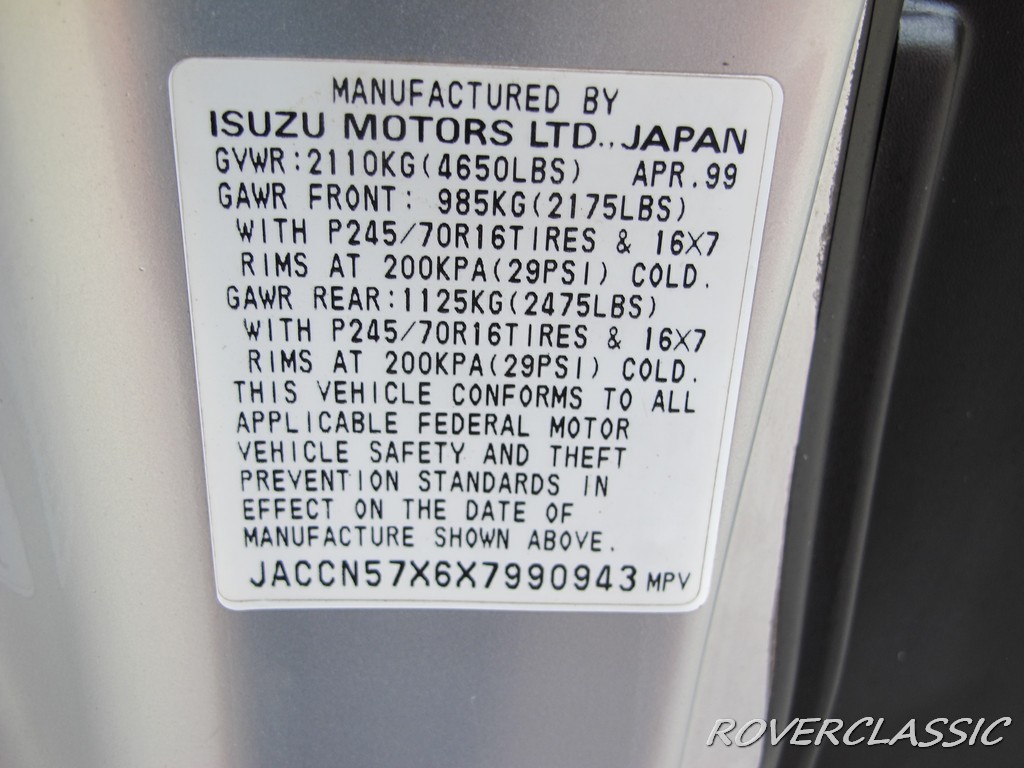 MANUFACTURED BY
ISUZU MOTORS LTD., JAPAN
GVWR:2110KG(4650LBS) APR.99
GAWR FRONT: 985KG(2175LBS)
WITH P245/70R16TIRES & 16X7
RIMS AT 200KPA(29PSI) COLD.
GAWR REAR:1125KG(2475LBS)
WITH P245/70R16TIRES & 16X7
RIMS AT 200KPA(29PSI) COLD.
THIS VEHICLE CONFORMS TO ALL
APPLICABLE FEDERAL MOTOR
VEHICLE SAFETY AND THEFT
PREVENTION STANDARDS IN
EFFECT ON THE DATE OF
MANUFACTURE SHOWN ABOVE.
JACCN57X6X7990943 MPV
ROVERCLASSIC